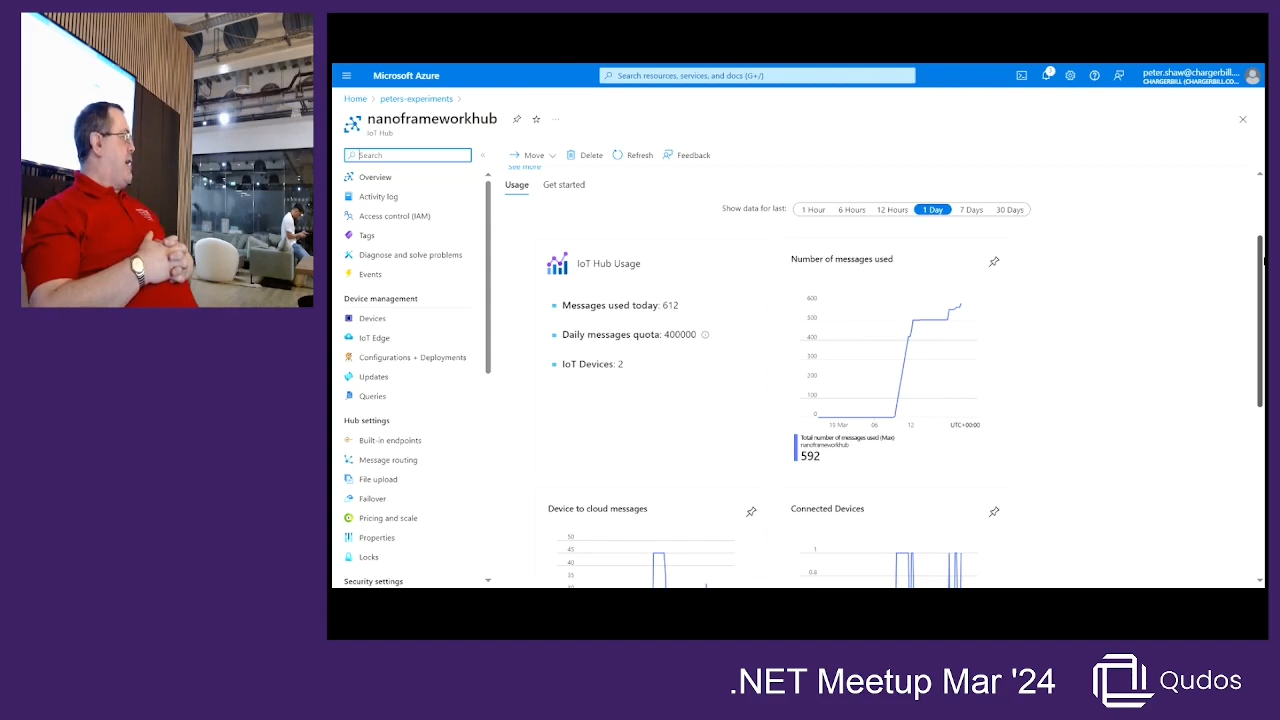 Microsoft Azure
Search resources, services, and docs (G+/)
1
peter.shaw@chargerbill....
CHARGERBILL (CHARGERBILL.CO...
Home > peters-experiments >
nanoframeworkhub
IoT Hub
Search
Move
Delete
Refresh
Feedback
See more
Overview
Activity log
Access control (IAM)
Tags
Diagnose and solve problems
Events
Device management
Devices
IoT Edge
Configurations + Deployments
Updates
Queries
Hub settings
Built-in endpoints
Message routing
File upload
Failover
Pricing and scale
Properties
Locks
Security settings
Usage
Get started
Show data for last:
1 Hour
6 Hours
12 Hours
1 Day
7 Days
30 Days
IoT Hub Usage
Messages used today: 612
Daily messages quota: 400000
IoT Devices: 2
Number of messages used
600
500
400
300
200
100
0
19 Mar
06
12
UTC+00:00
Total number of messages used (Max)
nanoframeworkhub
592
Device to cloud messages
50
45
40
35
Connected Devices
1
0.8
.NET Meetup Mar '24
Qudos